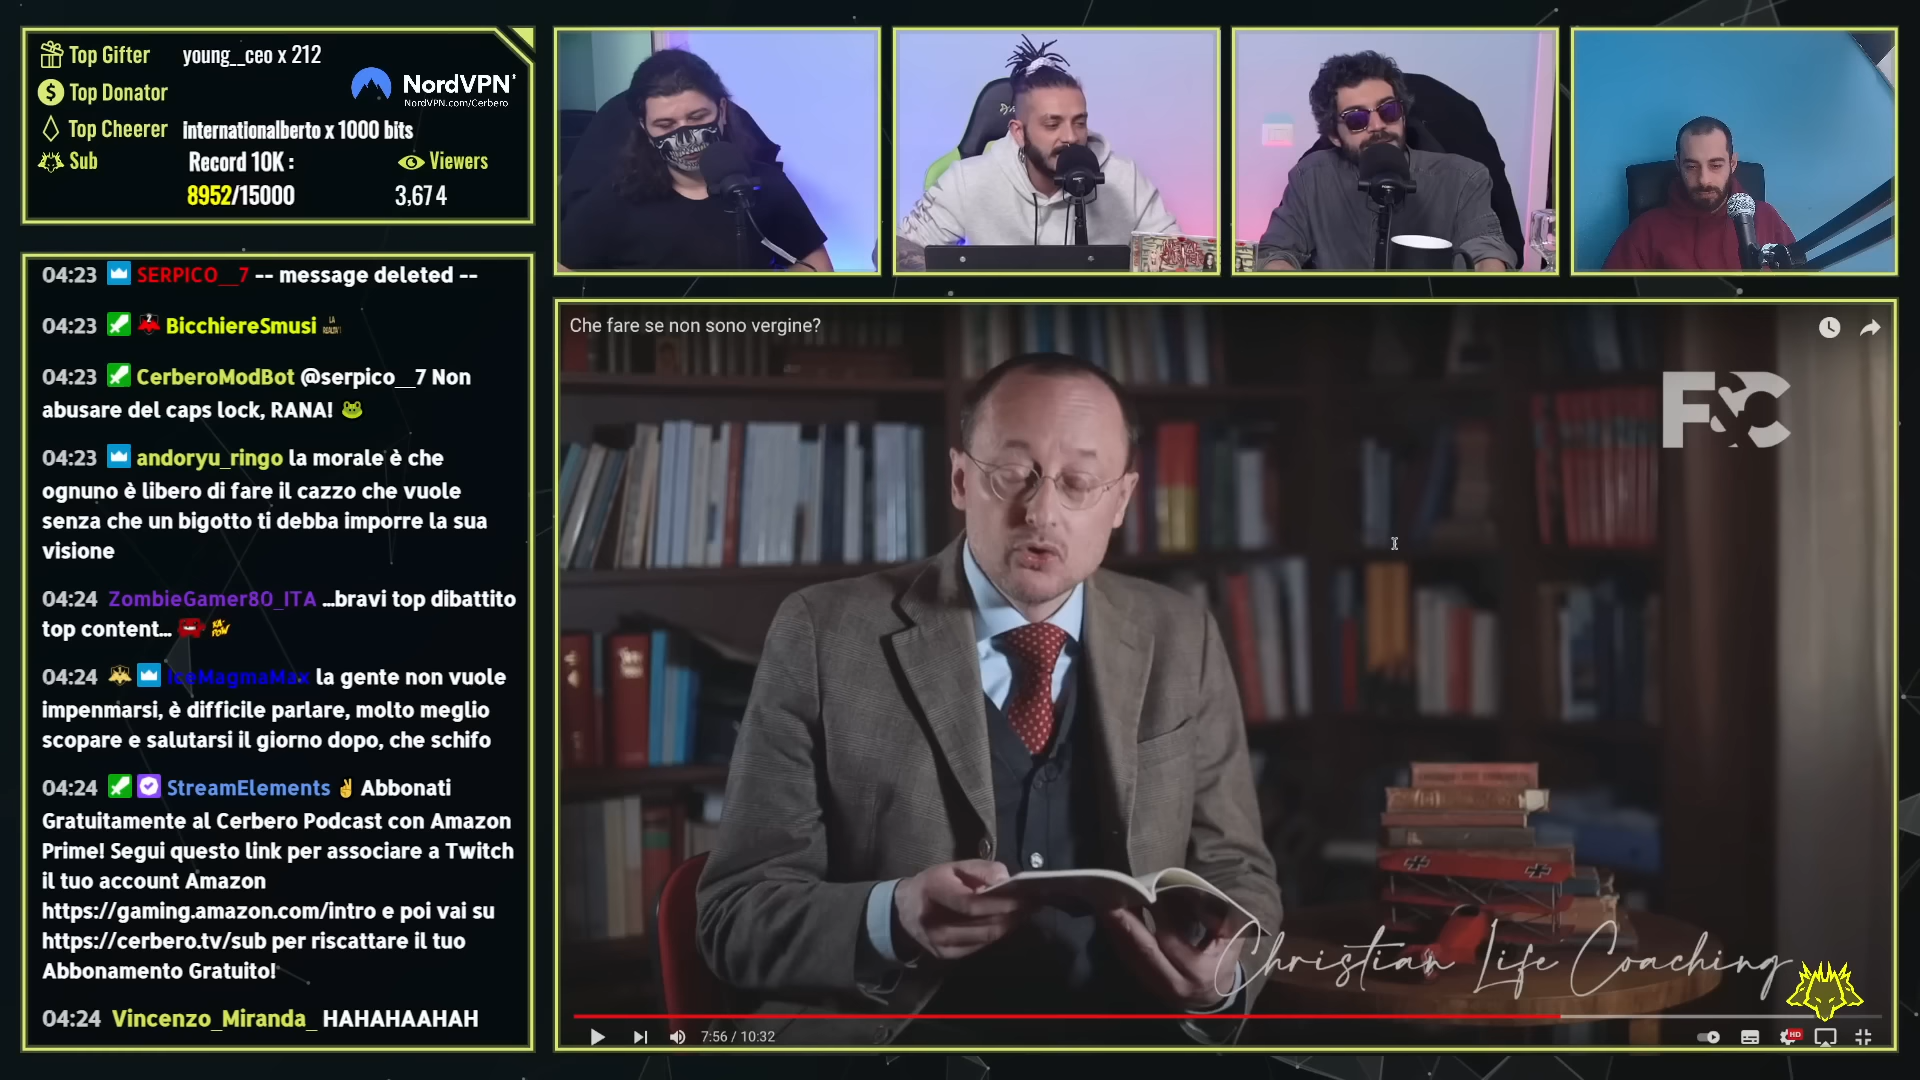 Top Gifter young__ceo x 212
Top Donator
NordVPN
NordVPN.com/Cerbero
Top Cheerer internationalberto x 1000 bits
Sub Record 10K : Viewers
8952/15000 3,674
04:23 SERPICO__7 -- message deleted --
04:23 BicchiereSmusi
04:23 CerberoModBot @serpico__7 Non
abusare del caps lock, RANA!
04:23 andoryu_ringo la morale è che
ognuno è libero di fare il cazzo che vuole
senza che un bigotto ti debba imporre la sua
visione
04:24 ZombieGamer80_ITA ...bravi top dibattito
top content...
04:24 IceMagmaMax la gente non vuole
impenmarsi, è difficile parlare, molto meglio
scopare e salutarsi il giorno dopo, che schifo
04:24 StreamElements Abbonati
Gratuitamente al Cerbero Podcast con Amazon
Prime! Segui questo link per associare a Twitch
il tuo account Amazon
https://gaming.amazon.com/intro e poi vai su
https://cerbero.tv/sub per riscattare il tuo
Abbonamento Gratuito!
04:24 Vincenzo_Miranda_ HAHAHAAHAH
Che fare se non sono vergine?
F&C
Christian Life Coaching
7:56 / 10:32
HD